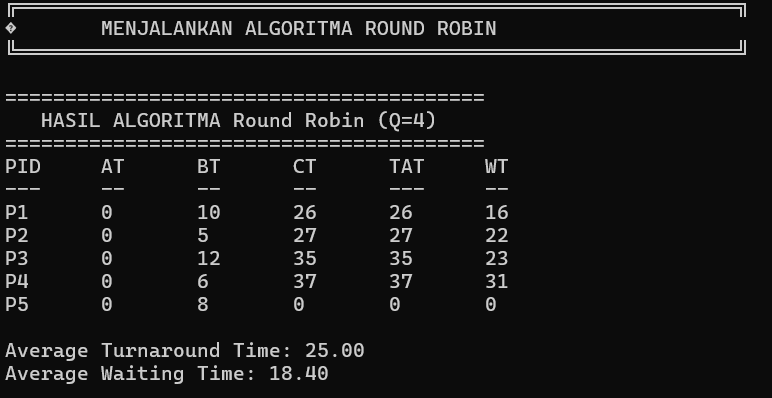 � MENJALANKAN ALGORITMA ROUND ROBIN
========================================
HASIL ALGORITMA Round Robin (Q=4)
========================================
PID AT BT CT TAT WT
--- -- -- -- --- --
P1 0 10 26 26 16
P2 0 5 27 27 22
P3 0 12 35 35 23
P4 0 6 37 37 31
P5 0 8 0 0 0
Average Turnaround Time: 25.00
Average Waiting Time: 18.40